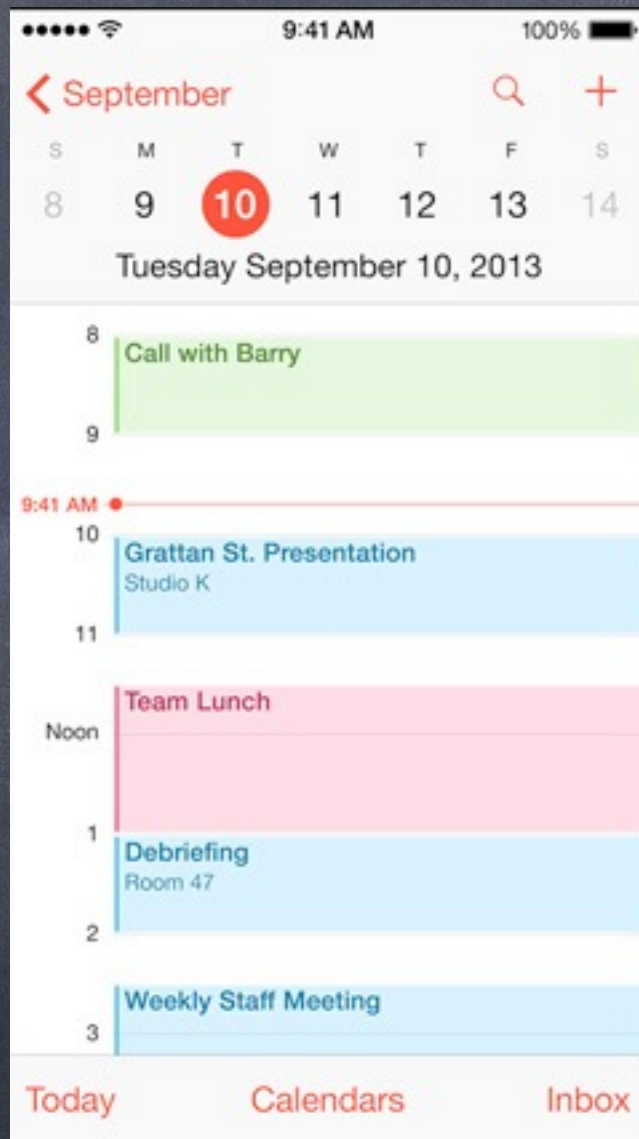 9:41 AM 100%
September
S M T W T F S
8 9 10 11 12 13 14
Tuesday September 10, 2013
8
Call with Barry
9
9:41 AM
10
Grattan St. Presentation
Studio K
11
Team Lunch
Noon
1
Debriefing
Room 47
2
Weekly Staff Meeting
3
Today Calendars Inbox